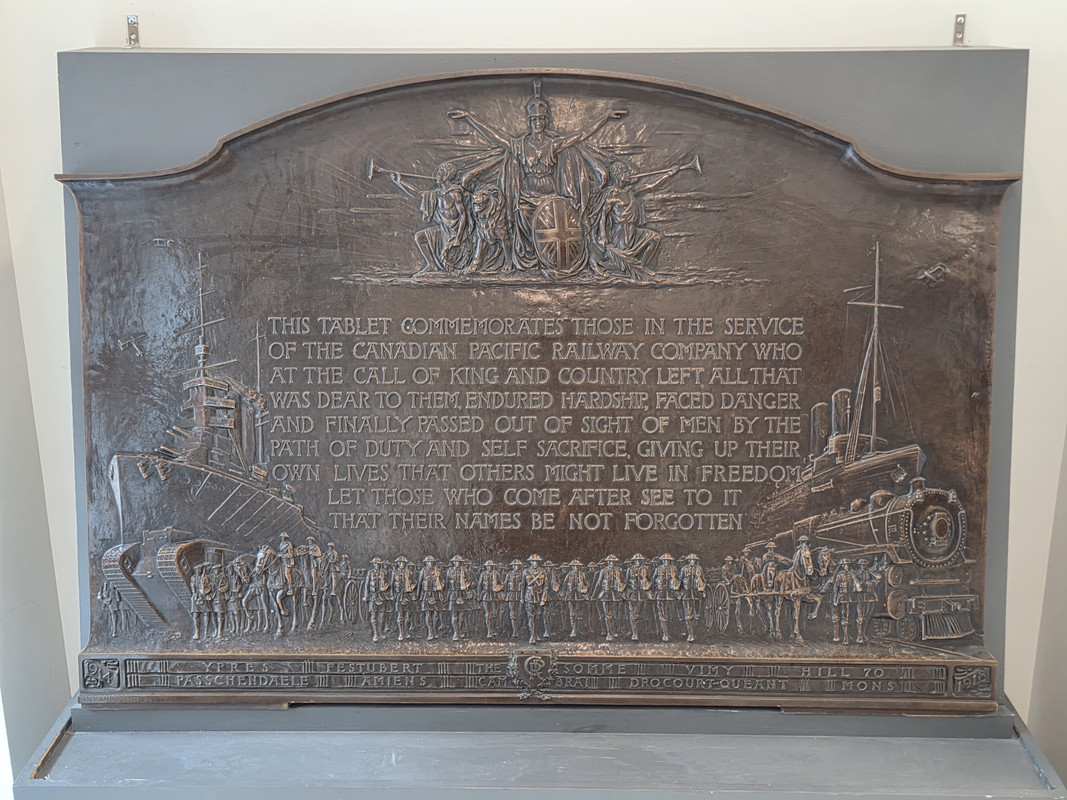 THIS TABLET COMMEMORATES THOSE IN THE SERVICE
OF THE CANADIAN PACIFIC RAILWAY COMPANY WHO
AT THE CALL OF KING AND COUNTRY LEFT ALL THAT
WAS DEAR TO THEM, ENDURED HARDSHIP, FACED DANGER
AND FINALLY PASSED OUT OF SIGHT OF MEN BY THE
PATH OF DUTY AND SELF SACRIFICE, GIVING UP THEIR
OWN LIVES THAT OTHERS MIGHT LIVE IN FREEDOM
LET THOSE WHO COME AFTER SEE TO IT
THAT THEIR NAMES BE NOT FORGOTTEN
1914 YPRES FESTUBERT THE SOMME VIMY HILL 70 1918
PASSCHENDAELE AMIENS CAMBRAI DROCOURT-QUEANT MONS